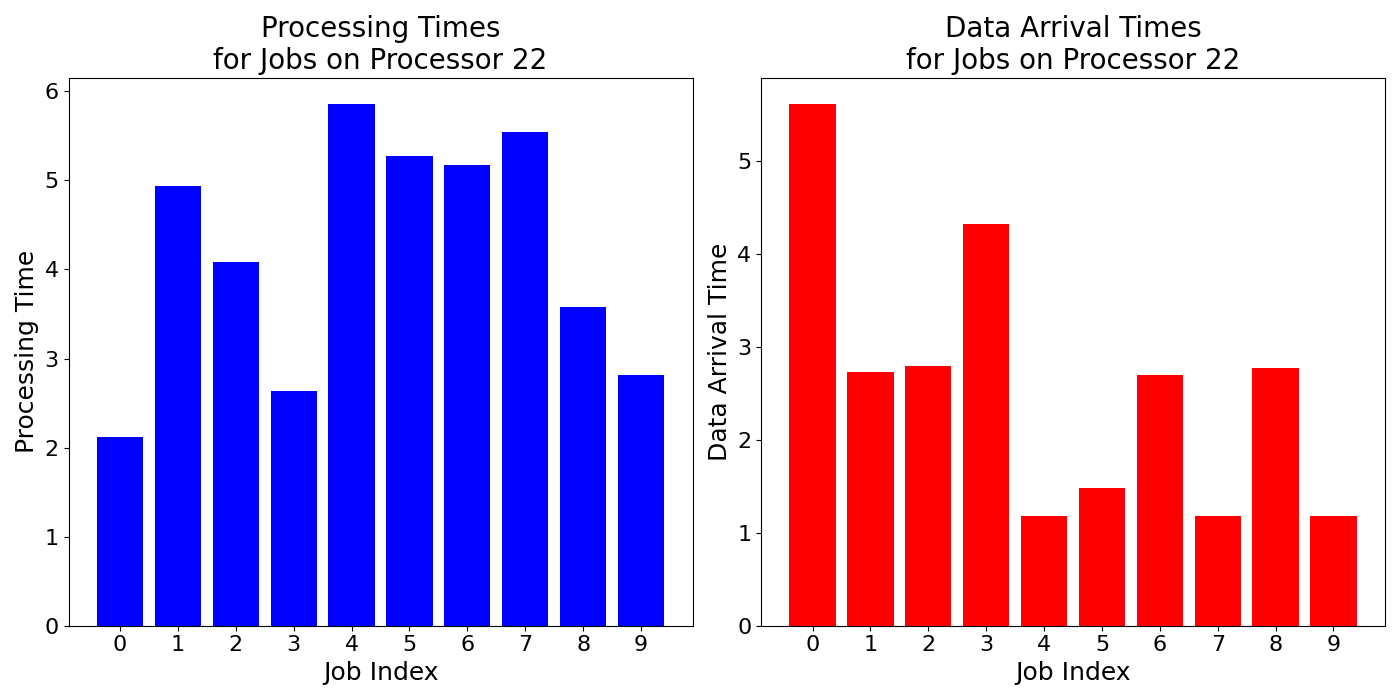 Processing Times
for Jobs on Processor 22
Processing Time
6
5
4
3
2
1
0
0 1 2 3 4 5 6 7 8 9
Job Index
Data Arrival Times
for Jobs on Processor 22
Data Arrival Time
5
4
3
2
1
0
0 1 2 3 4 5 6 7 8 9
Job Index